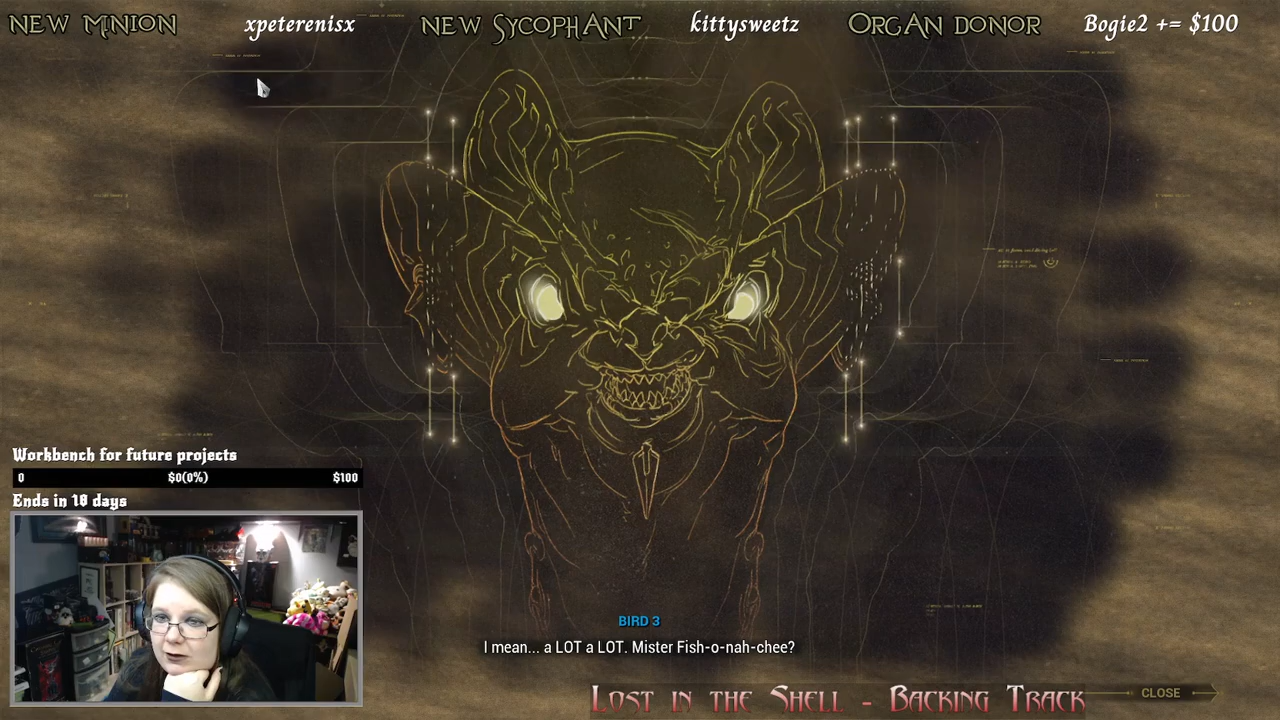 NEW MINION
xpeterenisx
NEW SYCOPHANT
kittysweetz
ORGAN DONOR
Bogie2 += $100
Workbench for future projects
0 $0(0%) $100
Ends in 10 days
BIRD 3
I mean... a LOT a LOT. Mister Fish-o-nah-chee?
LOST IN THE SHELL - BACKING TRACK
CLOSE